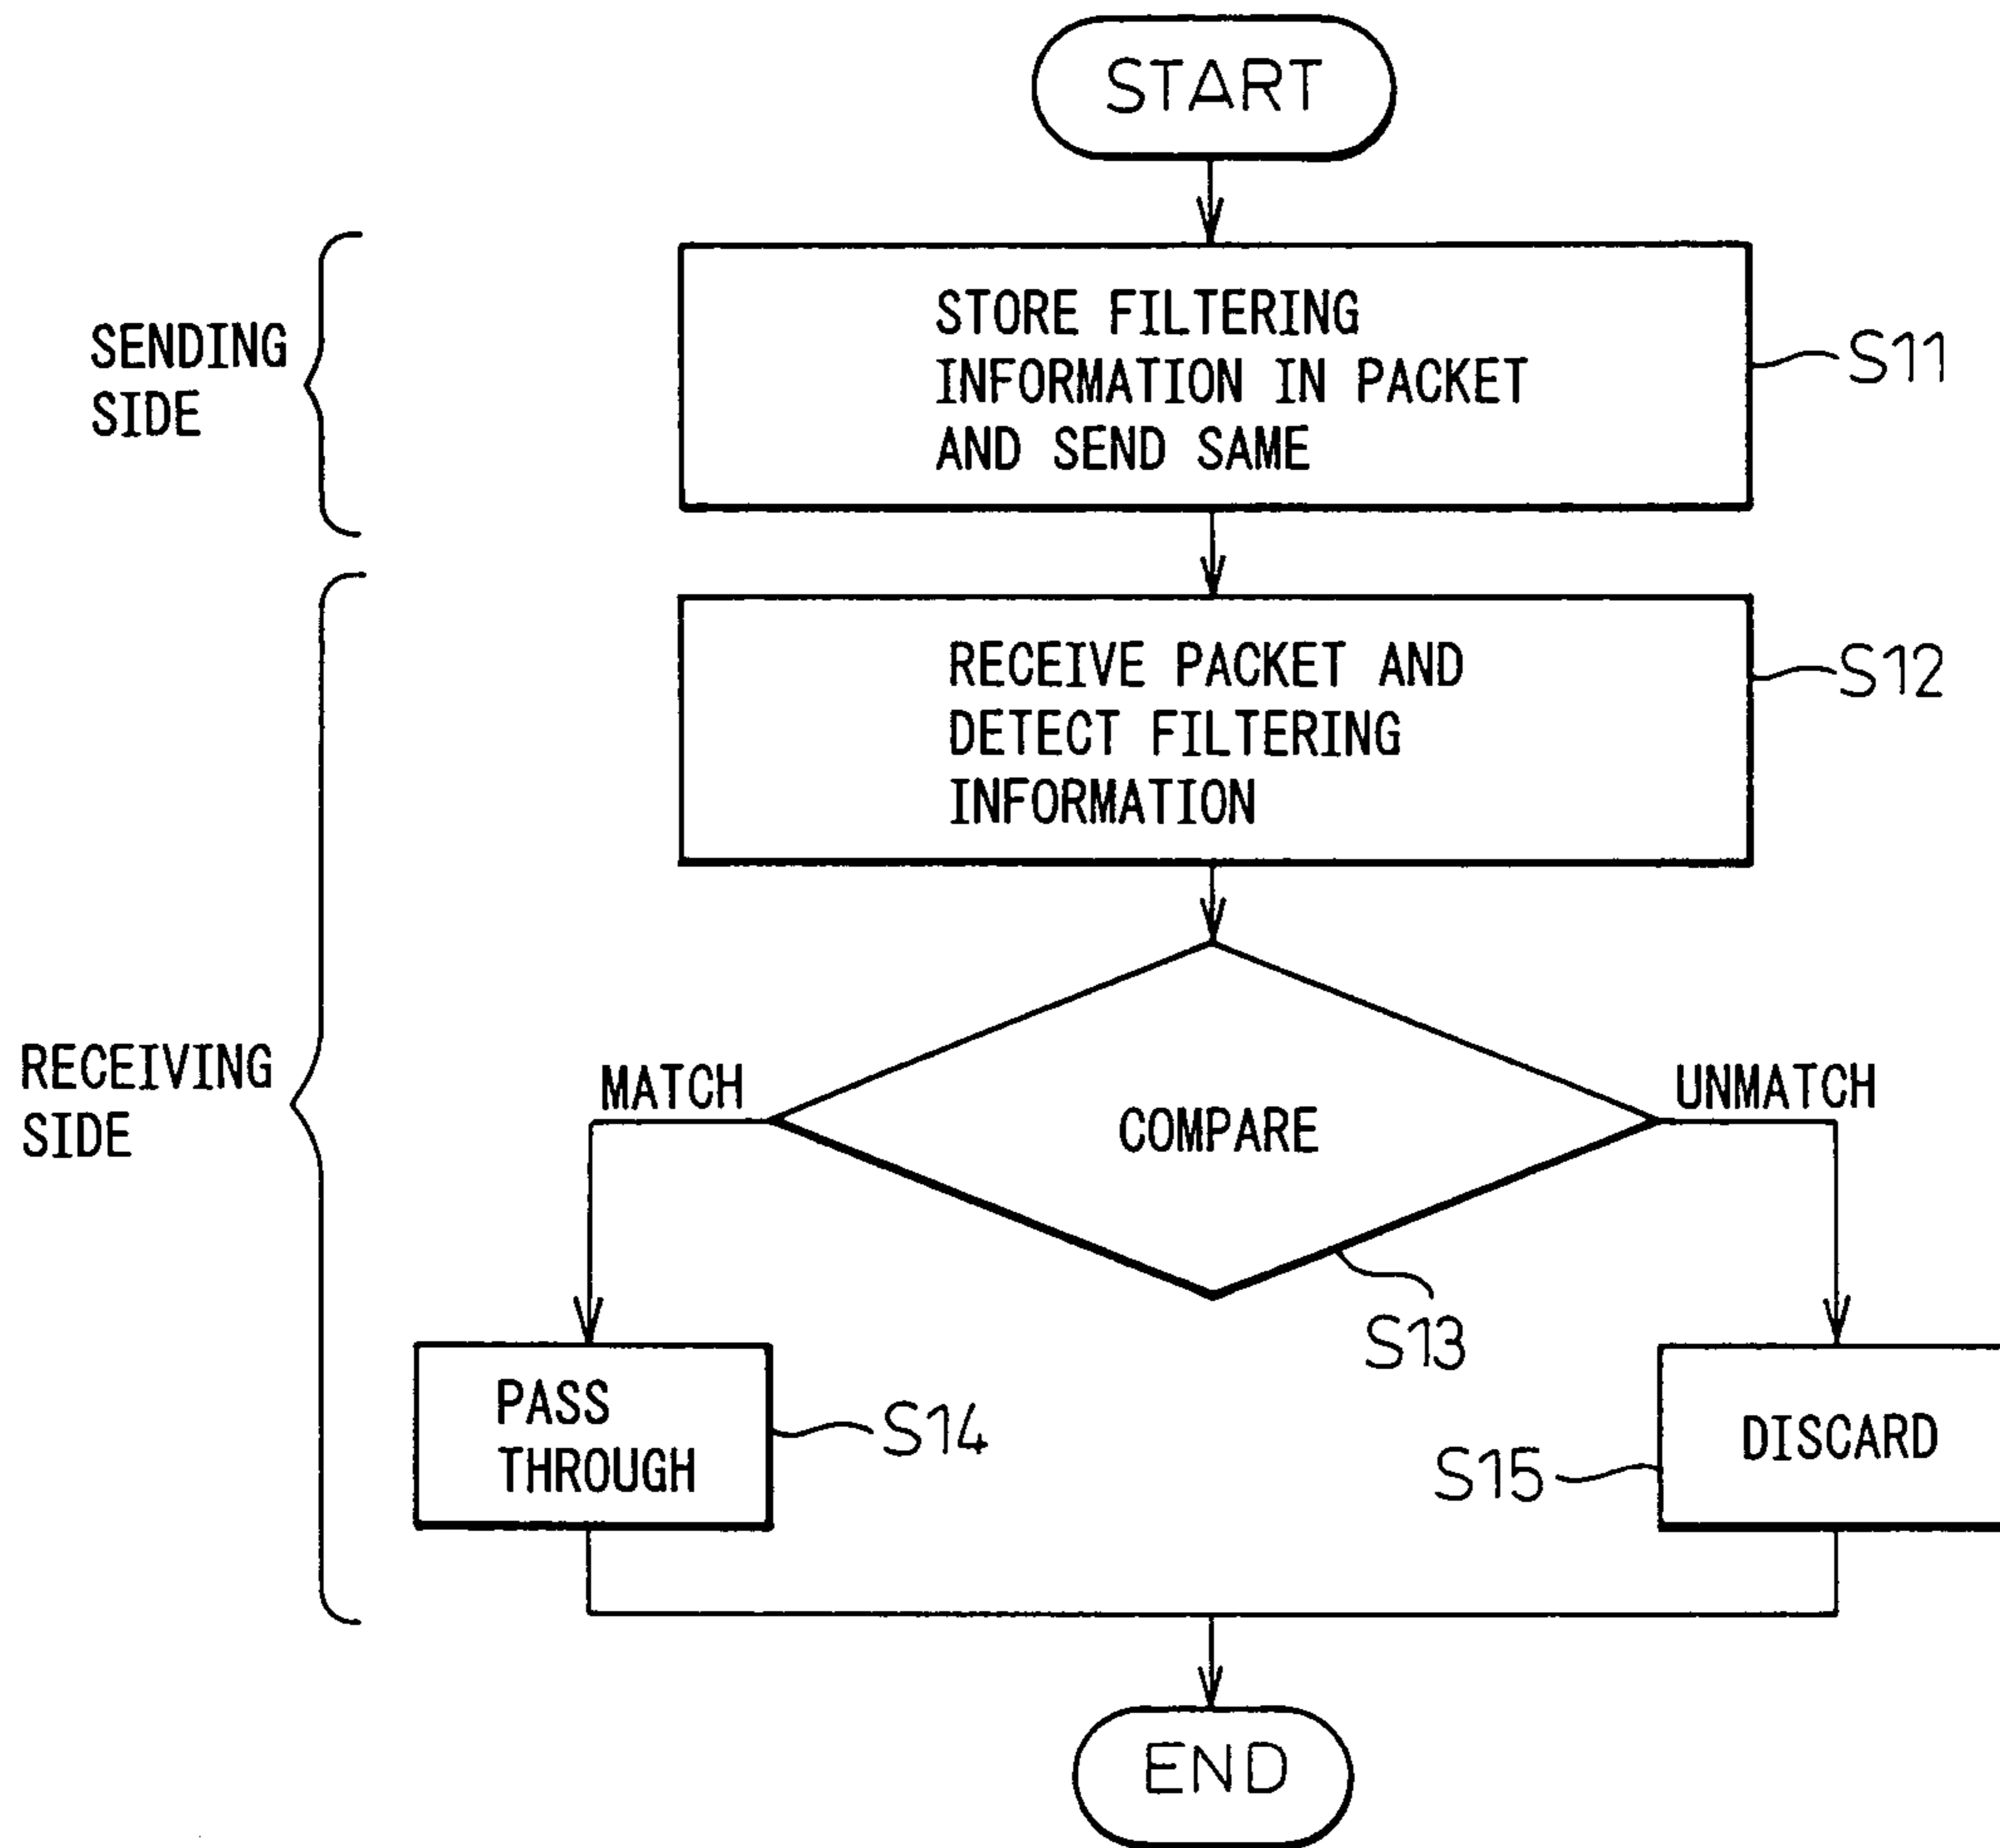 START
SENDING
SIDE
STORE FILTERING
INFORMATION IN PACKET
AND SEND SAME
S11
RECEIVING
SIDE
RECEIVE PACKET AND
DETECT FILTERING
INFORMATION
S12
MATCH
COMPARE
UNMATCH
S13
PASS
THROUGH
S14
S15
DISCARD
END